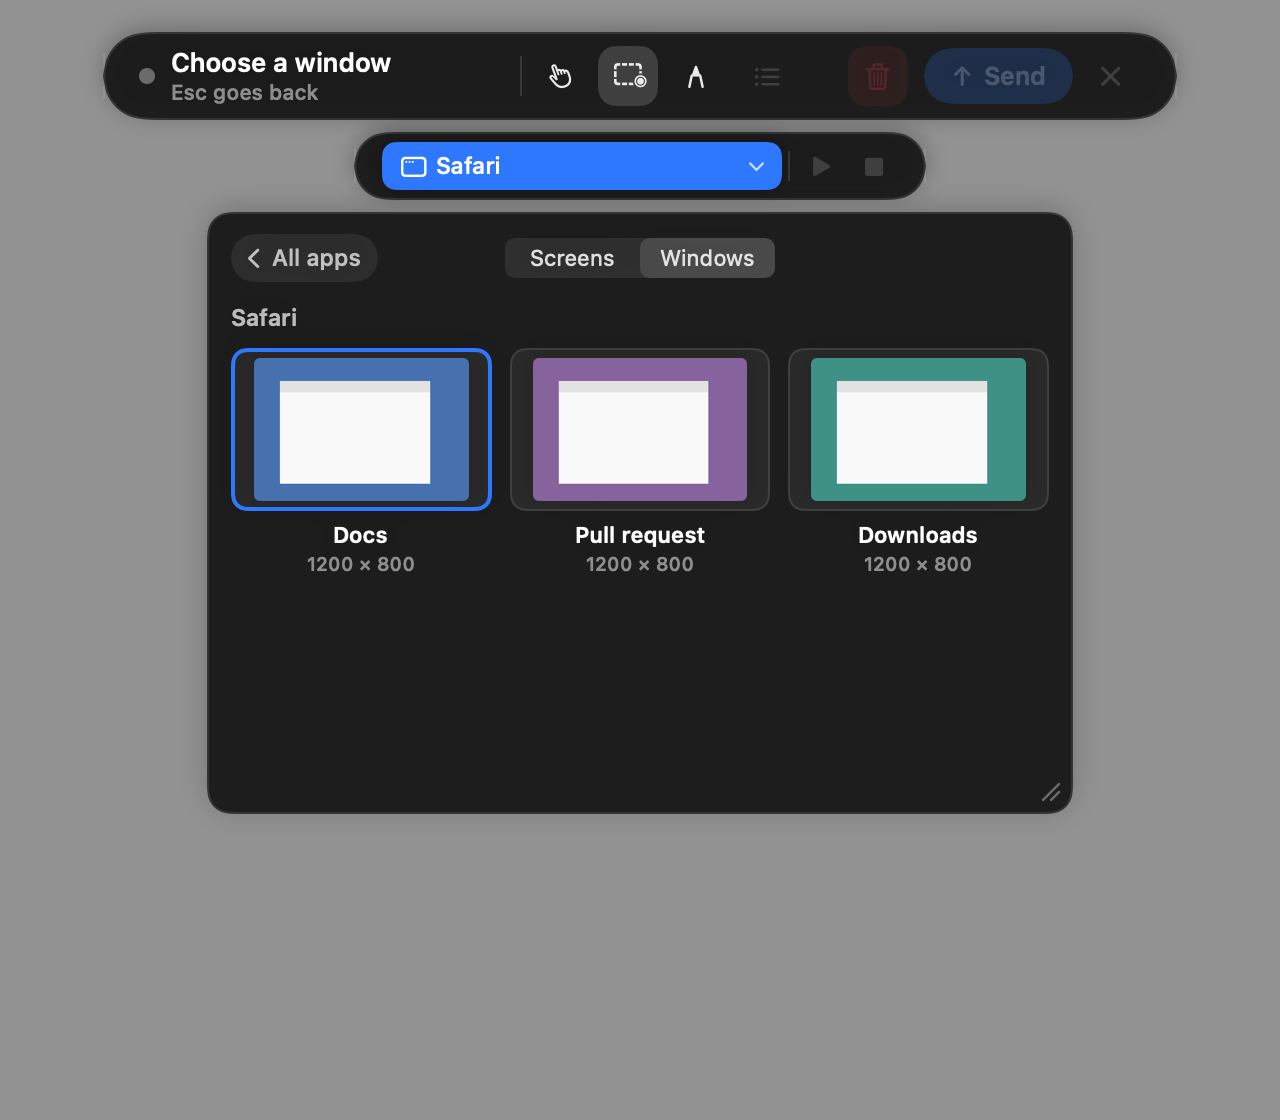 Choose a window
Esc goes back
Send
Safari
All apps
Screens
Windows
Safari
Docs
1200 × 800
Pull request
1200 × 800
Downloads
1200 × 800